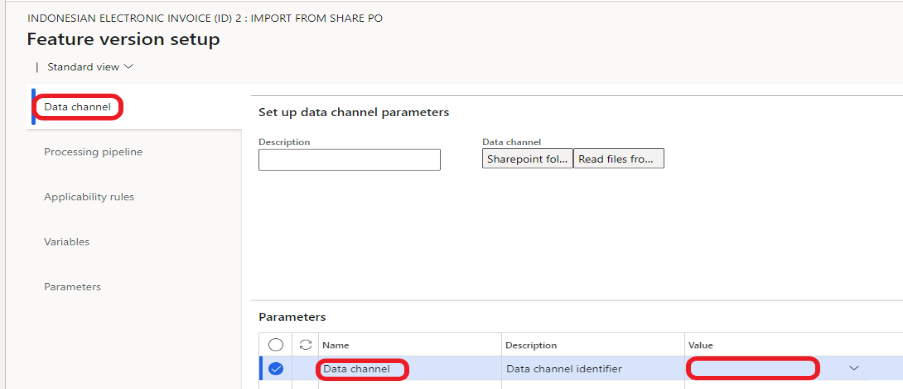 INDONESIAN ELECTRONIC INVOICE (ID) 2 : IMPORT FROM SHARE PO
Feature version setup
Standard view
Data channel
Set up data channel parameters
Description
Data channel
Sharepoint fol...
Read files fro...
Processing pipeline
Applicability rules
Variables
Parameters
Parameters
Name
Description
Value
Data channel
Data channel identifier